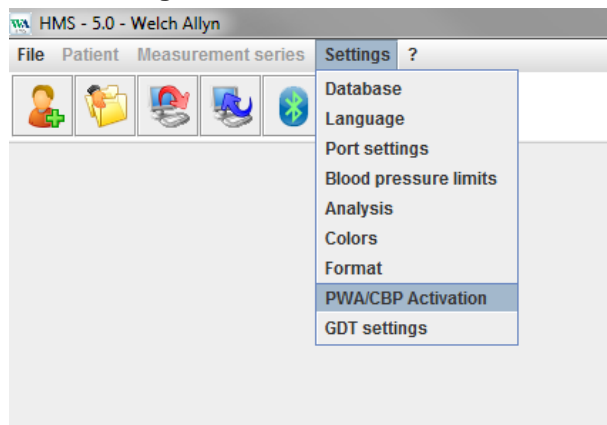 WA HMS - 5.0 - Welch Allyn
File Patient Measurement series Settings ?
Database
Language
Port settings
Blood pressure limits
Analysis
Colors
Format
PWA/CBP Activation
GDT settings